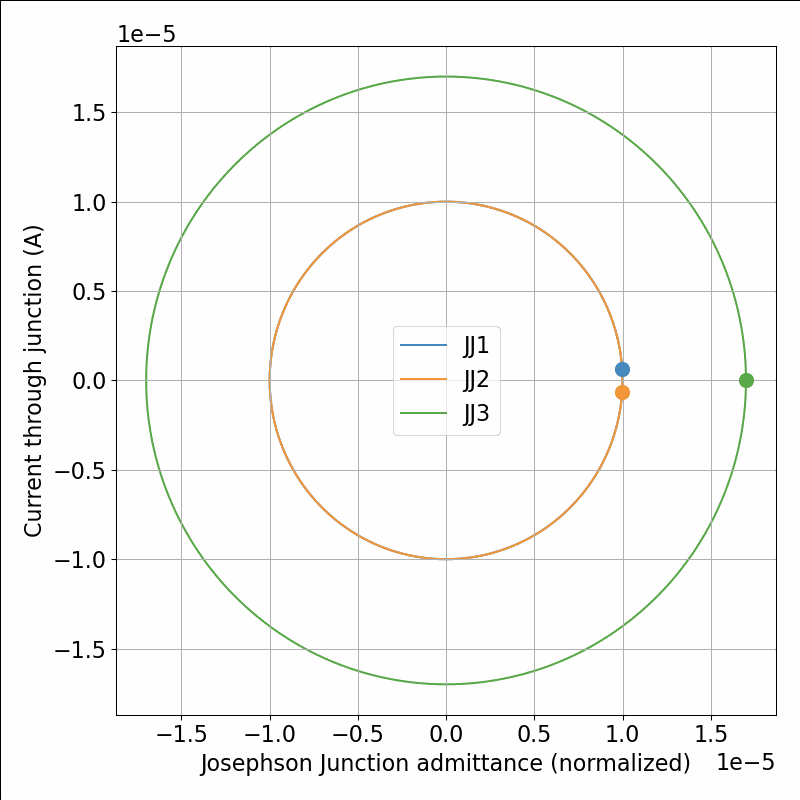 1e−5
1.5
1.0
0.5
0.0
−0.5
−1.0
−1.5
Current through junction (A)
JJ1
JJ2
JJ3
−1.5 −1.0 −0.5 0.0 0.5 1.0 1.5
Josephson Junction admittance (normalized) 1e−5